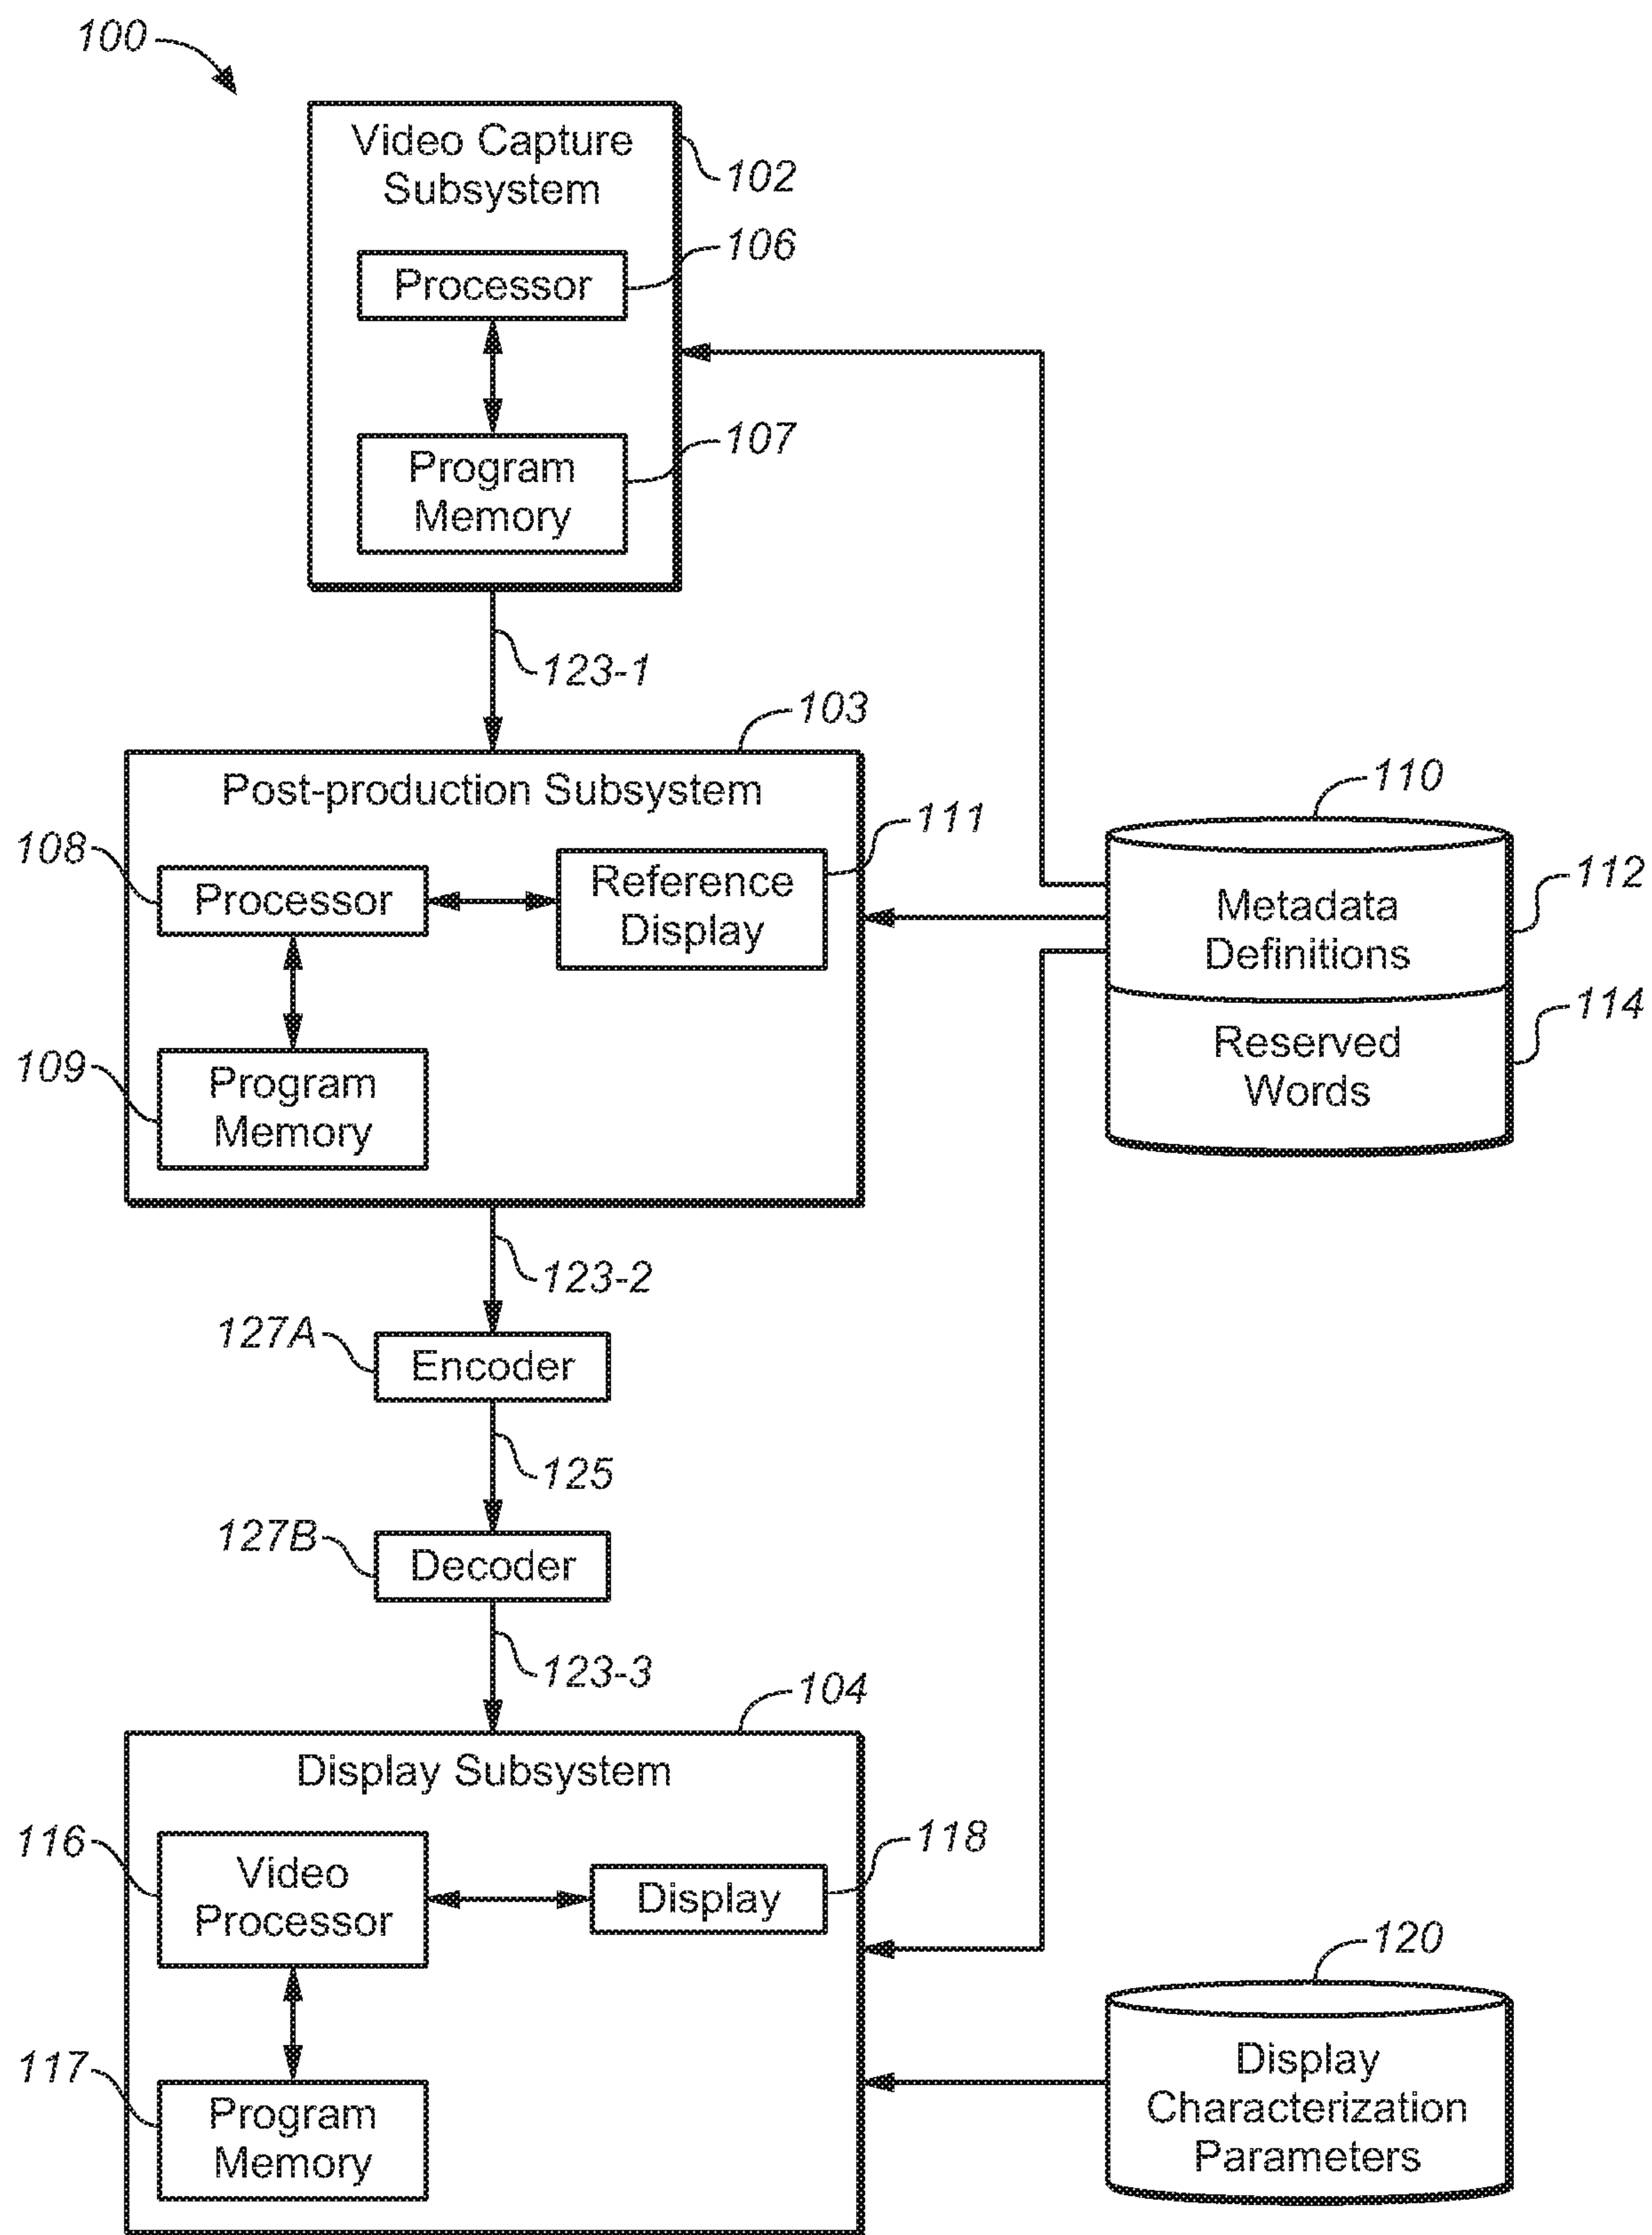 100
Video Capture
Subsystem
102
Processor
106
Program
Memory
107
123-1
103
Post-production Subsystem
108
Processor
Reference
Display
111
109
Program
Memory
110
Metadata
Definitions
112
Reserved
Words
114
123-2
127A
Encoder
125
127B
Decoder
123-3
104
Display Subsystem
116
Video
Processor
Display
118
117
Program
Memory
120
Display
Characterization
Parameters